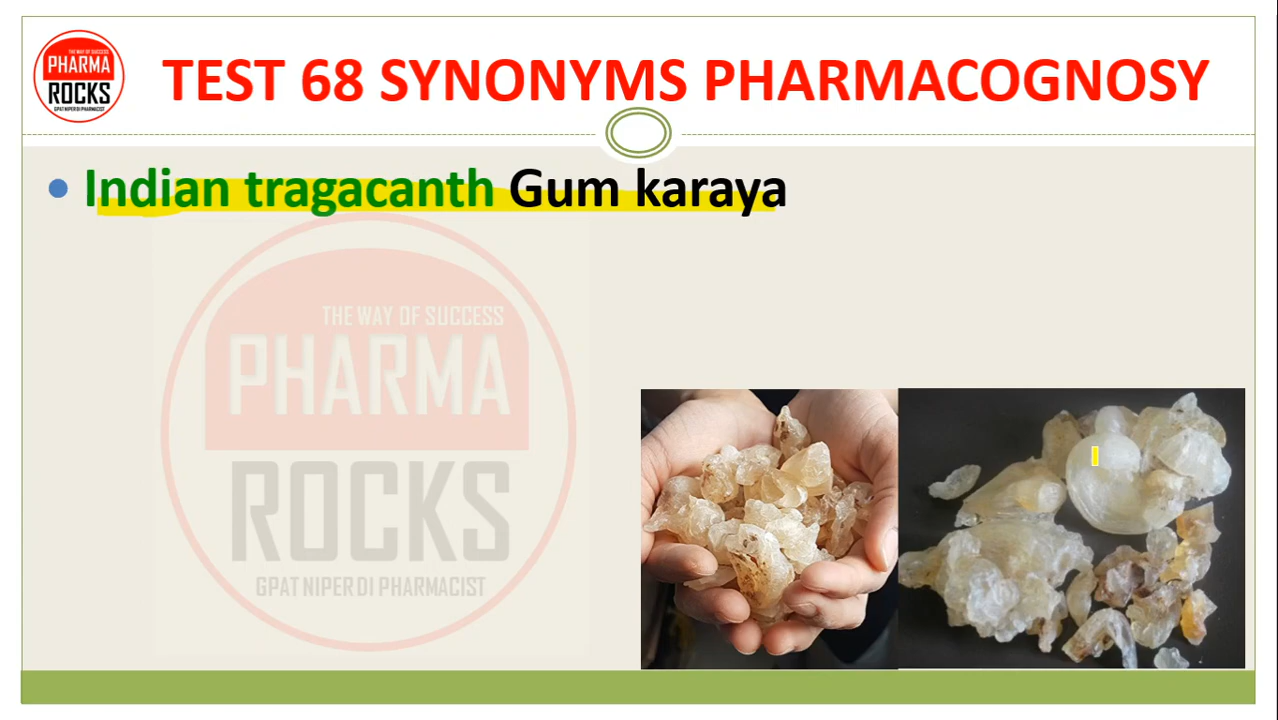 THE WAY OF SUCCESS
PHARMA
ROCKS
GPAT NIPER DI PHARMACIST
TEST 68 SYNONYMS PHARMACOGNOSY
Indian tragacanth Gum karaya
THE WAY OF SUCCESS
PHARMA
ROCKS
GPAT NIPER DI PHARMACIST